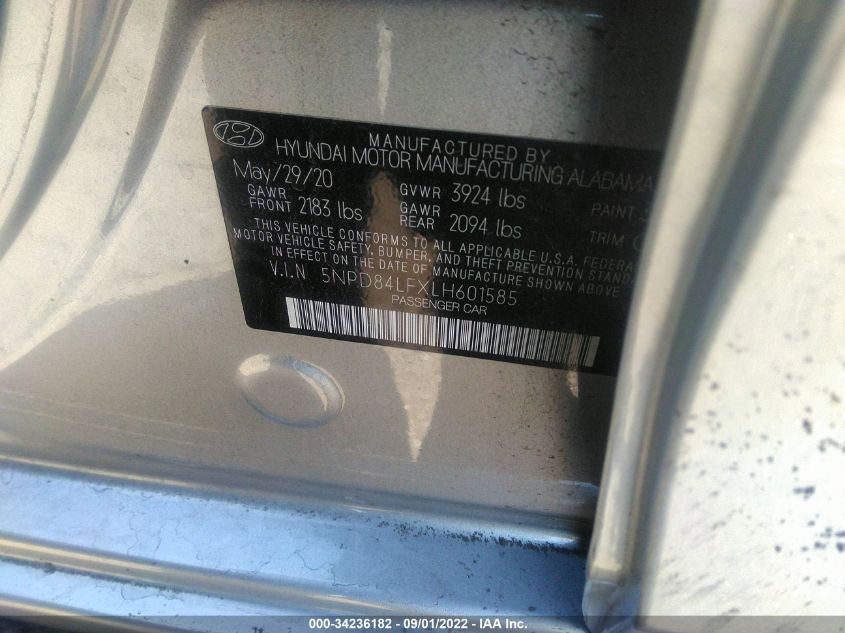 MANUFACTURED BY
HYUNDAI MOTOR MANUFACTURING ALABAMA
May/29/20 GVWR 3924 lbs PAINT
GAWR FRONT 2183 lbs GAWR REAR 2094 lbs TRIM
THIS VEHICLE CONFORMS TO ALL APPLICABLE U.S.A. FEDERAL
MOTOR VEHICLE SAFETY, BUMPER, AND THEFT PREVENTION
IN EFFECT ON THE DATE OF MANUFACTURE SHOWN ABOVE
V.I.N 5NPD84LFXLH601585
PASSENGER CAR
000-34236182 - 09/01/2022 - IAA Inc.